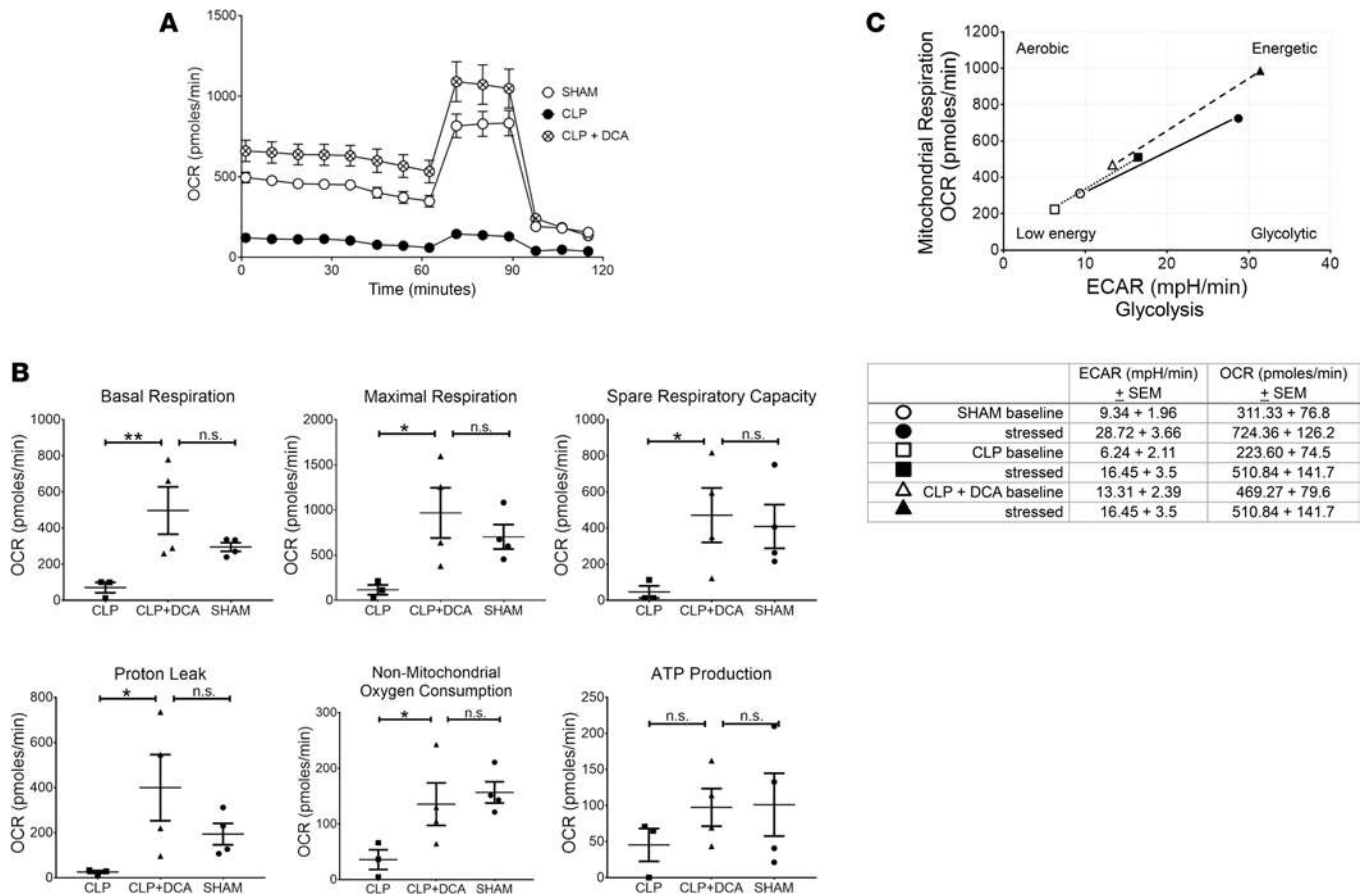 A
1500
1000
500
0
OCR (pmoles/min)
0 30 60 90 120
Time (minutes)
SHAM
CLP
CLP + DCA
C
Mitochondrial Respiration
OCR (pmoles/min)
1200
1000
800
600
400
200
0
Aerobic Energetic
Low energy Glycolytic
0 10 20 30 40
ECAR (mpH/min)
Glycolysis
ECAR (mpH/min) OCR (pmoles/min)
± SEM ± SEM
SHAM baseline 9.34 + 1.96 311.33 + 76.8
stressed 28.72 + 3.66 724.36 + 126.2
CLP baseline 6.24 + 2.11 223.60 + 74.5
stressed 16.45 + 3.5 510.84 + 141.7
CLP + DCA baseline 13.31 + 2.39 469.27 + 79.6
stressed 16.45 + 3.5 510.84 + 141.7
B
Basal Respiration
1000
800
600
400
200
0
OCR (pmoles/min)
** n.s.
CLP CLP+DCA SHAM
Maximal Respiration
2000
1500
1000
500
0
OCR (pmoles/min)
* n.s.
CLP CLP+DCA SHAM
Spare Respiratory Capacity
1000
800
600
400
200
0
OCR (pmoles/min)
* n.s.
CLP CLP+DCA SHAM
Proton Leak
800
600
400
200
0
OCR (pmoles/min)
* n.s.
CLP CLP+DCA SHAM
Non-Mitochondrial
Oxygen Consumption
300
200
100
0
OCR (pmoles/min)
* n.s.
CLP CLP+DCA SHAM
ATP Production
250
200
150
100
50
0
OCR (pmoles/min)
n.s. n.s.
CLP CLP+DCA SHAM